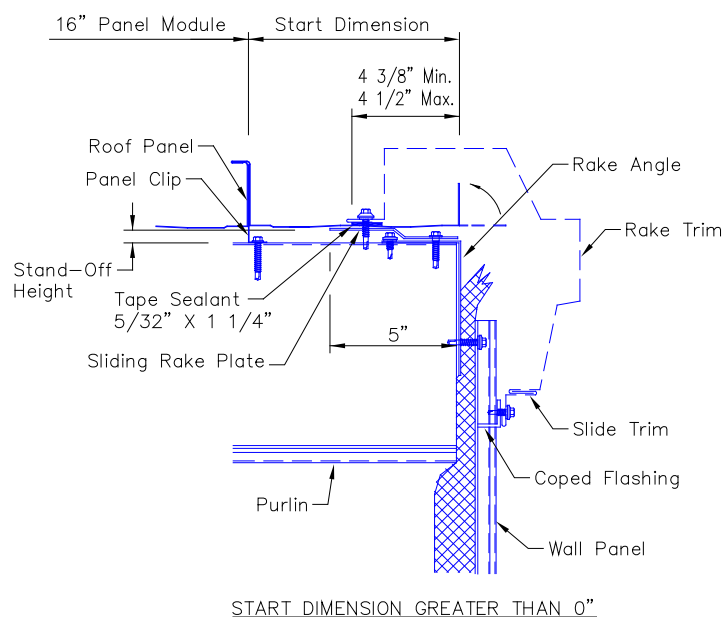 16” Panel Module
Start Dimension
4 3/8” Min.
4 1/2” Max.
Roof Panel
Panel Clip
Rake Angle
Rake Trim
Stand-Off
Height
Tape Sealant
5/32” X 1 1/4”
5”
Sliding Rake Plate
Slide Trim
Coped Flashing
Purlin
Wall Panel
START DIMENSION GREATER THAN 0”